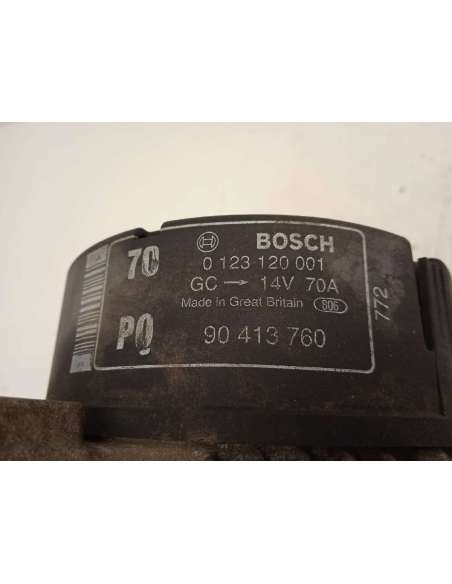 BOSCH
70 0 123 120 001
GC → 14V 70A
Made in Great Britain 806
PQ 90 413 760
772